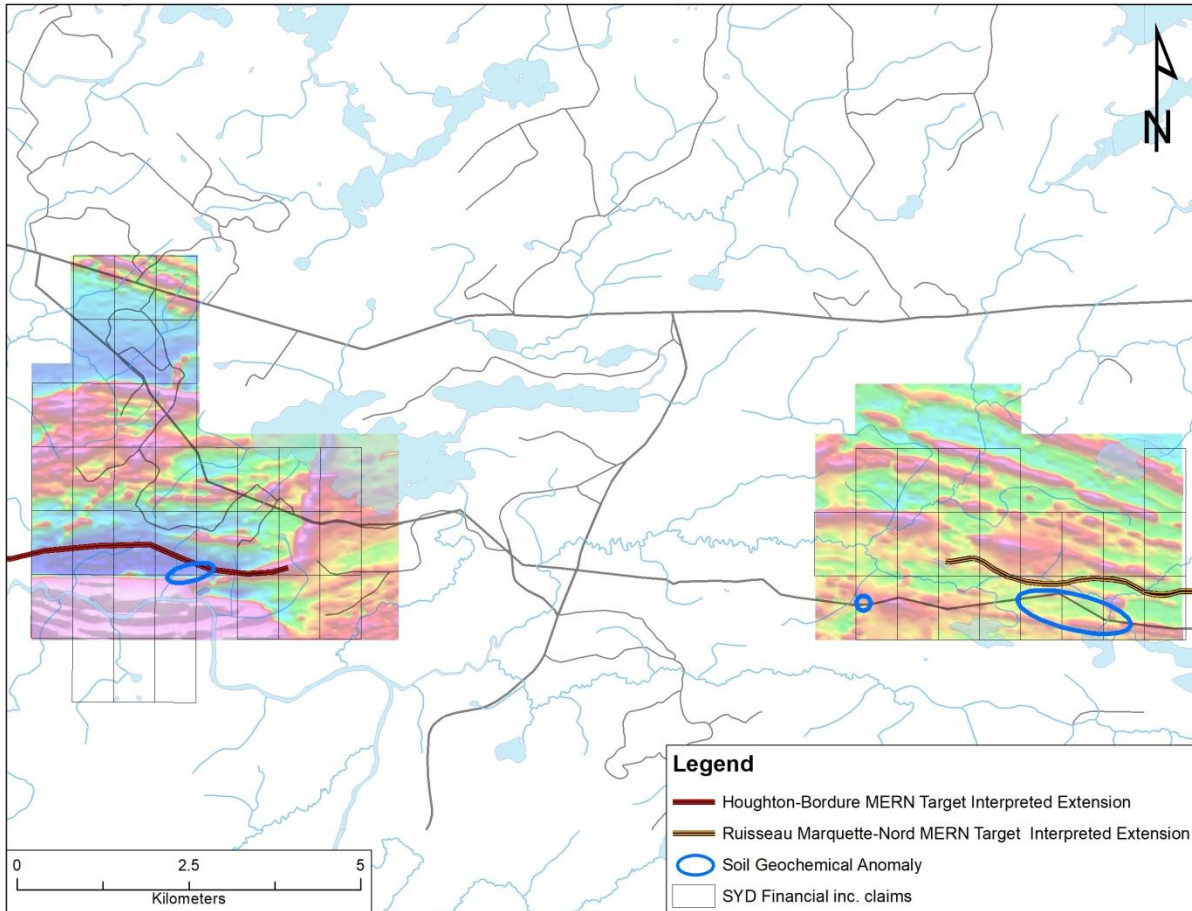 N
Legend
Houghton-Bordure MERN Target Interpreted Extension
Ruisseau Marquette-Nord MERN Target Interpreted Extension
Soil Geochemical Anomaly
SYD Financial inc. claims
0 2.5 5
Kilometers